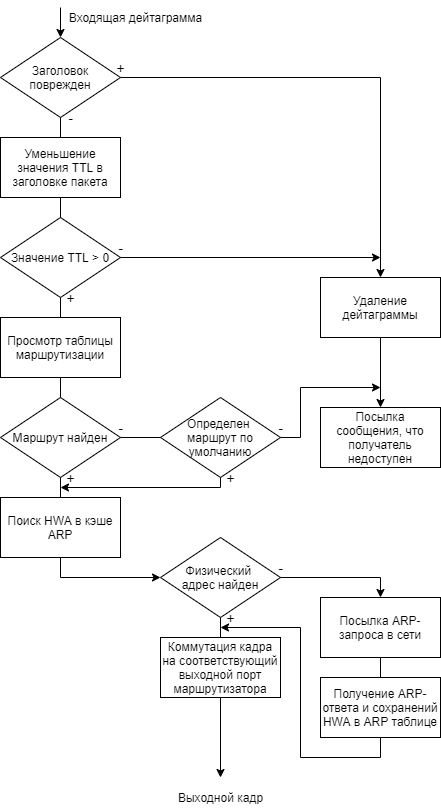 Входящая дейтаграмма
Заголовок
поврежден
+
-
Уменьшение
значения TTL в
заголовке пакета
Значение TTL > 0
-
+
Удаление
дейтаграммы
Просмотр таблицы
маршрутизации
Маршрут найден
-
+
Определен
маршрут по
умолчанию
-
+
Посылка
сообщения, что
получатель
недоступен
Поиск HWA в кэше
ARP
Физический
адрес найден
-
+
Посылка ARP-
запроса в сети
Коммутация кадра
на соответствующий
выходной порт
маршрутизатора
Получение ARP-
ответа и сохранений
HWA в ARP таблице
Выходной кадр